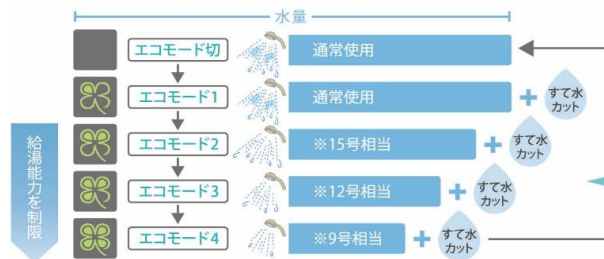 水量
エコモード切
通常使用
エコモード1
通常使用
すて水
カット
エコモード2
※15号相当
すて水
カット
エコモード3
※12号相当
すて水
カット
エコモード4
※9号相当
すて水
カット
給湯能力を制限